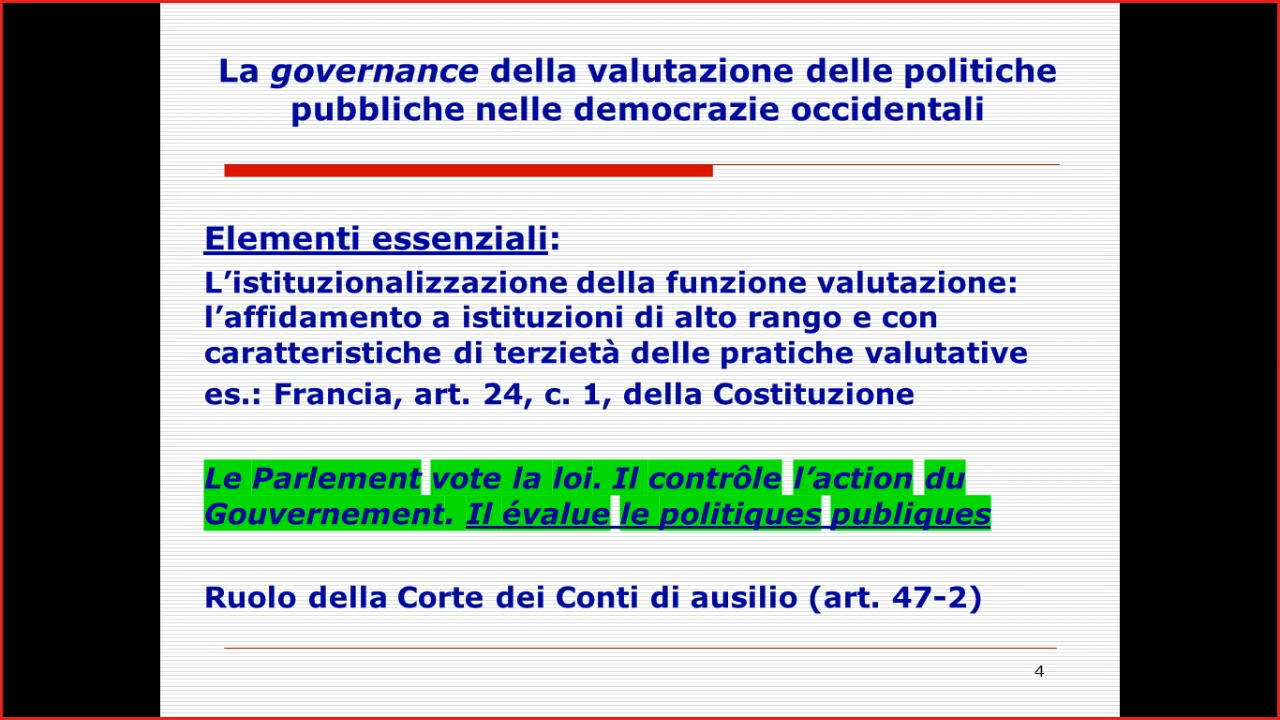 La governance della valutazione delle politiche
pubbliche nelle democrazie occidentali
Elementi essenziali:
L’istituzionalizzazione della funzione valutazione:
l’affidamento a istituzioni di alto rango e con
caratteristiche di terzietà delle pratiche valutative
es.: Francia, art. 24, c. 1, della Costituzione
Le Parlement vote la loi. Il contrôle l’action du
Gouvernement. Il évalue le politiques publiques
Ruolo della Corte dei Conti di ausilio (art. 47-2)
4